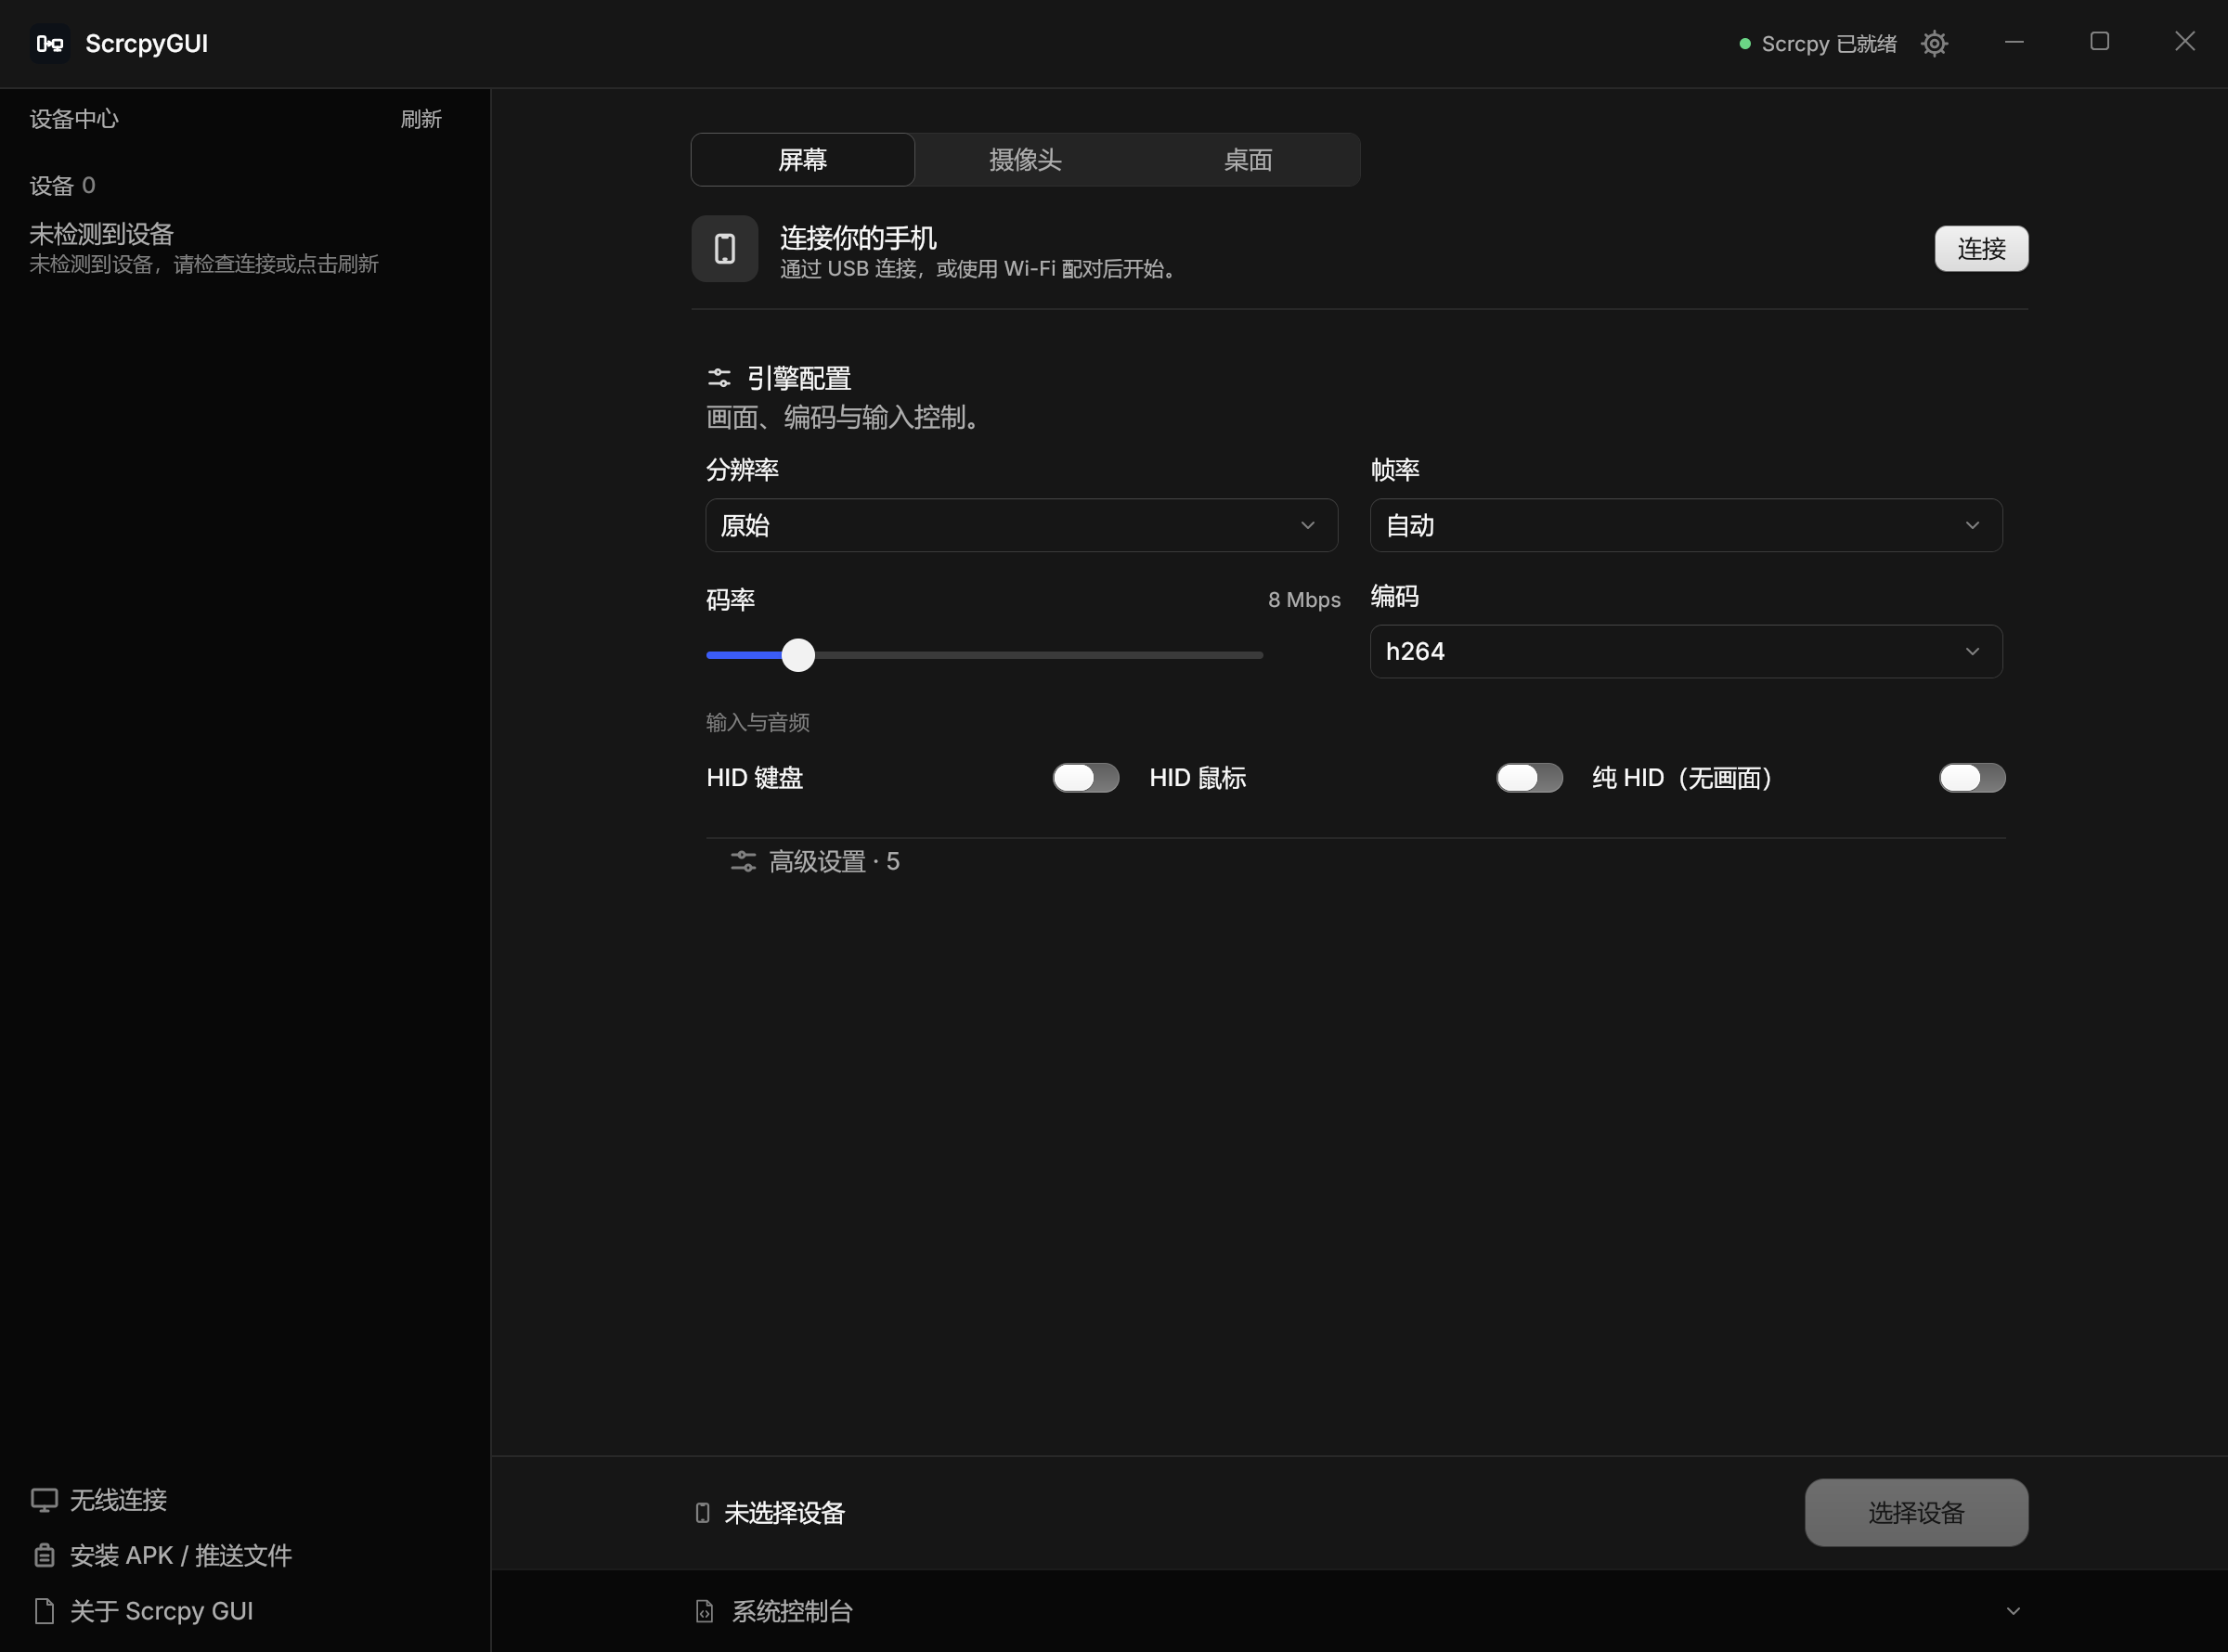 ScrcpyGUI
Scrcpy 已就绪
设备中心
刷新
设备 0
未检测到设备
未检测到设备，请检查连接或点击刷新
无线连接
安装 APK / 推送文件
关于 Scrcpy GUI
屏幕
摄像头
桌面
连接你的手机
通过 USB 连接，或使用 Wi-Fi 配对后开始。
连接
引擎配置
画面、编码与输入控制。
分辨率
原始
帧率
自动
码率
8 Mbps
编码
h264
输入与音频
HID 键盘
HID 鼠标
纯 HID（无画面）
高级设置 · 5
未选择设备
选择设备
系统控制台